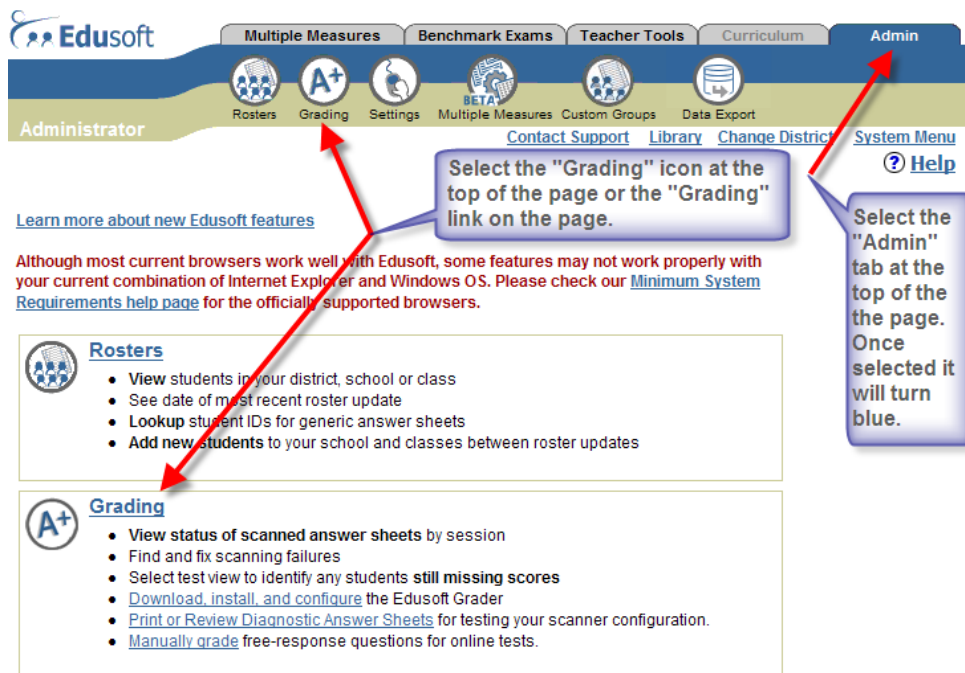 Edusoft
Multiple Measures
Benchmark Exams
Teacher Tools
Curriculum
Admin
A+
BETA
Rosters
Grading
Settings
Multiple Measures
Custom Groups
Data Export
Administrator
Contact Support
Library
Change District
System Menu
? Help
Select the "Grading" icon at the
top of the page or the "Grading"
link on the page.
Select the
"Admin"
tab at the
top of the
the page.
Once
selected it
will turn
blue.
Learn more about new Edusoft features
Although most current browsers work well with Edusoft, some features may not work properly with
your current combination of Internet Explorer and Windows OS. Please check our Minimum System
Requirements help page for the officially supported browsers.
Rosters
• View students in your district, school or class
• See date of most recent roster update
• Lookup student IDs for generic answer sheets
• Add new students to your school and classes between roster updates
A+
Grading
• View status of scanned answer sheets by session
• Find and fix scanning failures
• Select test view to identify any students still missing scores
• Download, install, and configure the Edusoft Grader
• Print or Review Diagnostic Answer Sheets for testing your scanner configuration.
• Manually grade free-response questions for online tests.